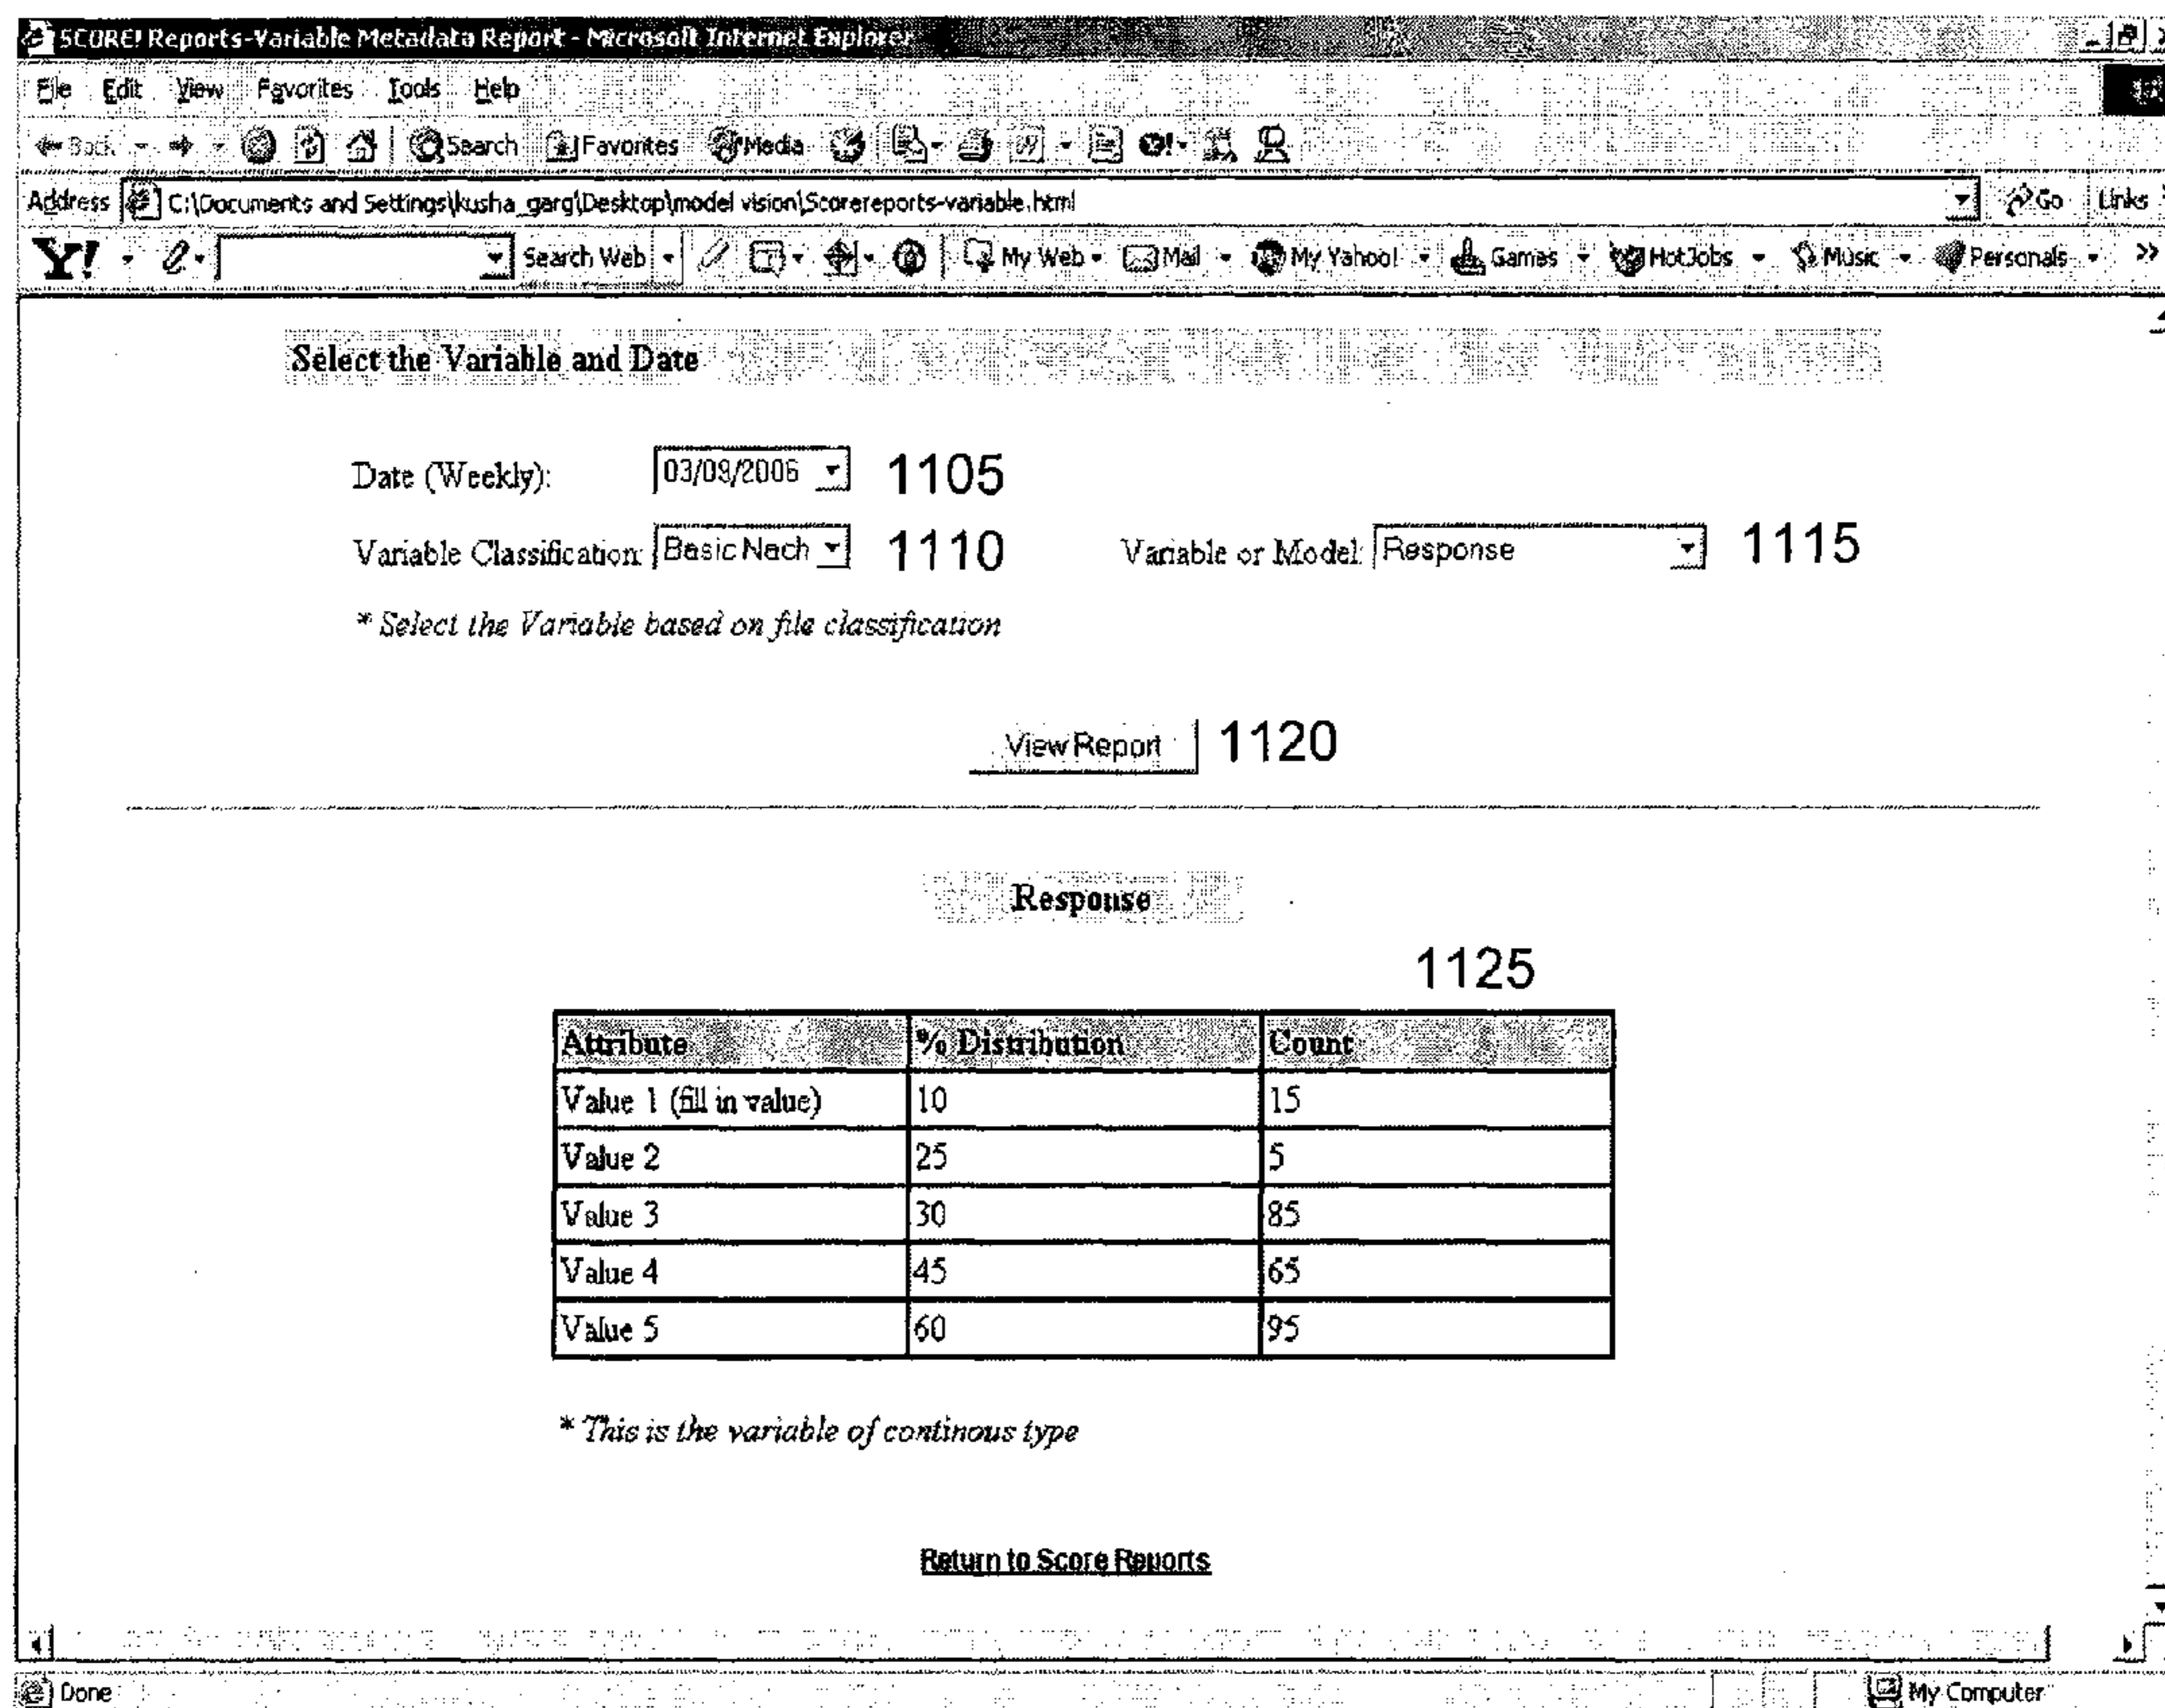 SCORE! Reports-Variable Metadata Report - Microsoft Internet Explorer
File Edit View Favorites Tools Help
Back Search Favorites Media
Address C:\Documents and Settings\kusha_garg\Desktop\model vision\Scorereports-variable.html Go Links
Y! Search Web My Web Mail My Yahoo! Games HotJobs Music Personals >>
Select the Variable and Date
Date (Weekly): 03/09/2006 1105
Variable Classification: Basic Nach 1110 Variable or Model: Response 1115
* Select the Variable based on file classification
View Report 1120
Response
1125
Attribute % Distribution Count
Value 1 (fill in value) 10 15
Value 2 25 5
Value 3 30 85
Value 4 45 65
Value 5 60 95
* This is the variable of continous type
Return to Score Reports
Done My Computer